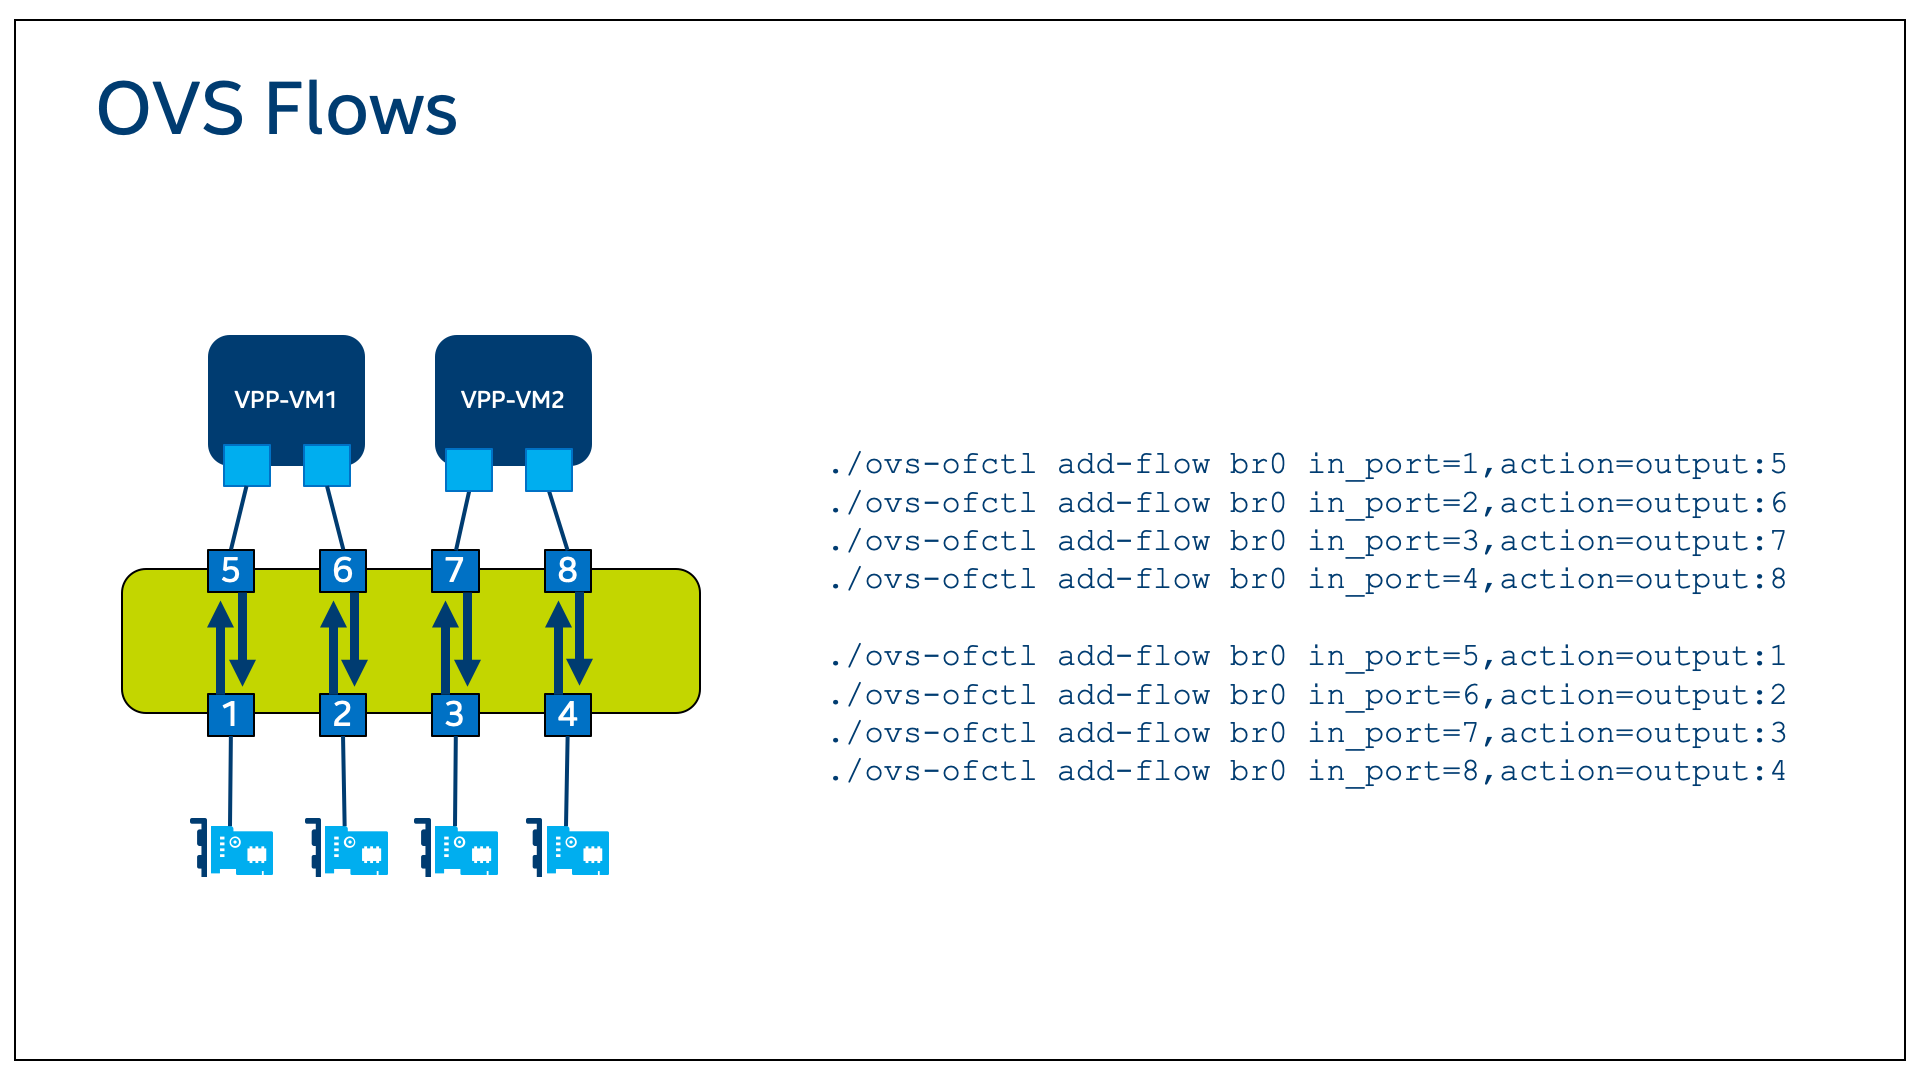 OVS Flows
VPP-VM1
VPP-VM2
5
6
7
8
1
2
3
4
./ovs-ofctl add-flow br0 in_port=1,action=output:5
./ovs-ofctl add-flow br0 in_port=2,action=output:6
./ovs-ofctl add-flow br0 in_port=3,action=output:7
./ovs-ofctl add-flow br0 in_port=4,action=output:8
./ovs-ofctl add-flow br0 in_port=5,action=output:1
./ovs-ofctl add-flow br0 in_port=6,action=output:2
./ovs-ofctl add-flow br0 in_port=7,action=output:3
./ovs-ofctl add-flow br0 in_port=8,action=output:4